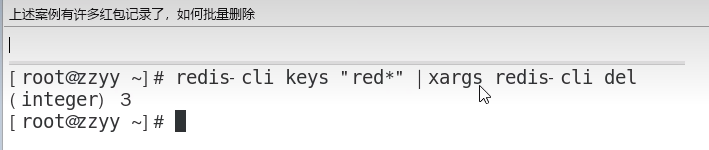 上述案例有许多红包记录了，如何批量删除
[root@zzyy ~]# redis-cli keys "red*" |xargs redis-cli del
(integer) 3
[root@zzyy ~]#